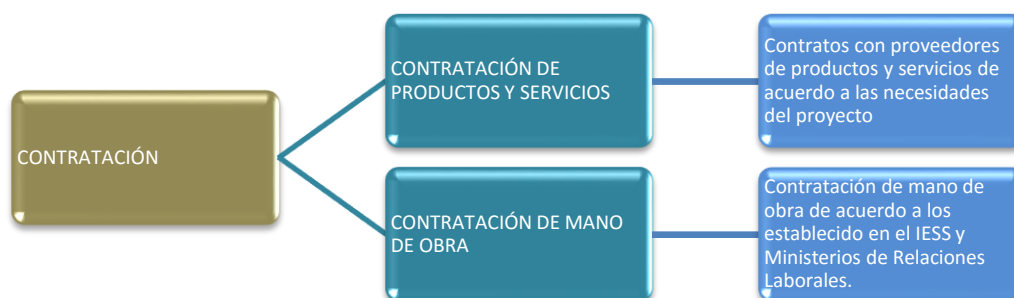 CONTRATACIÓN
CONTRATACIÓN DE
PRODUCTOS Y SERVICIOS
Contratos con proveedores
de productos y servicios de
acuerdo a las necesidades
del proyecto
CONTRATACIÓN DE MANO
DE OBRA
Contratación de mano de
obra de acuerdo a los
establecido en el IESS y
Ministerios de Relaciones
Laborales.